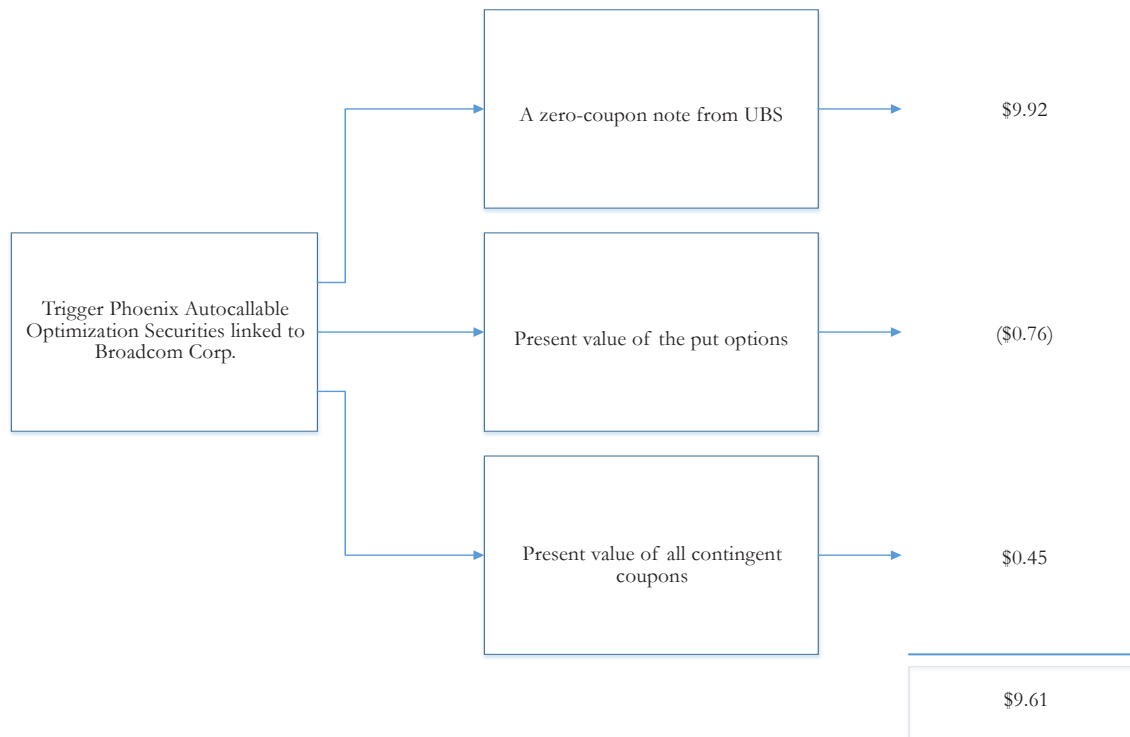 A zero-coupon note from UBS
$9.92
Trigger Phoenix Autocallable
Optimization Securities linked to
Broadcom Corp.
Present value of the put options
($0.76)
Present value of all contingent
coupons
$0.45
$9.61